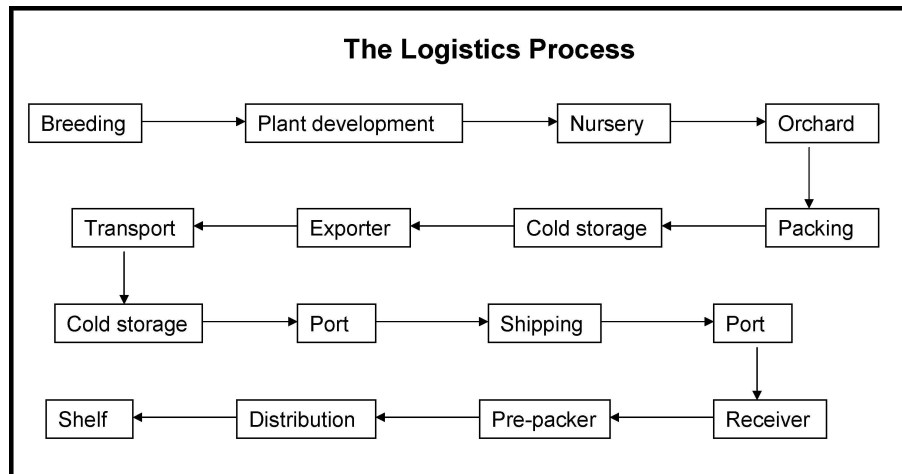 The Logistics Process
Breeding
Plant development
Nursery
Orchard
Packing
Cold storage
Exporter
Transport
Cold storage
Port
Shipping
Port
Receiver
Pre-packer
Distribution
Shelf